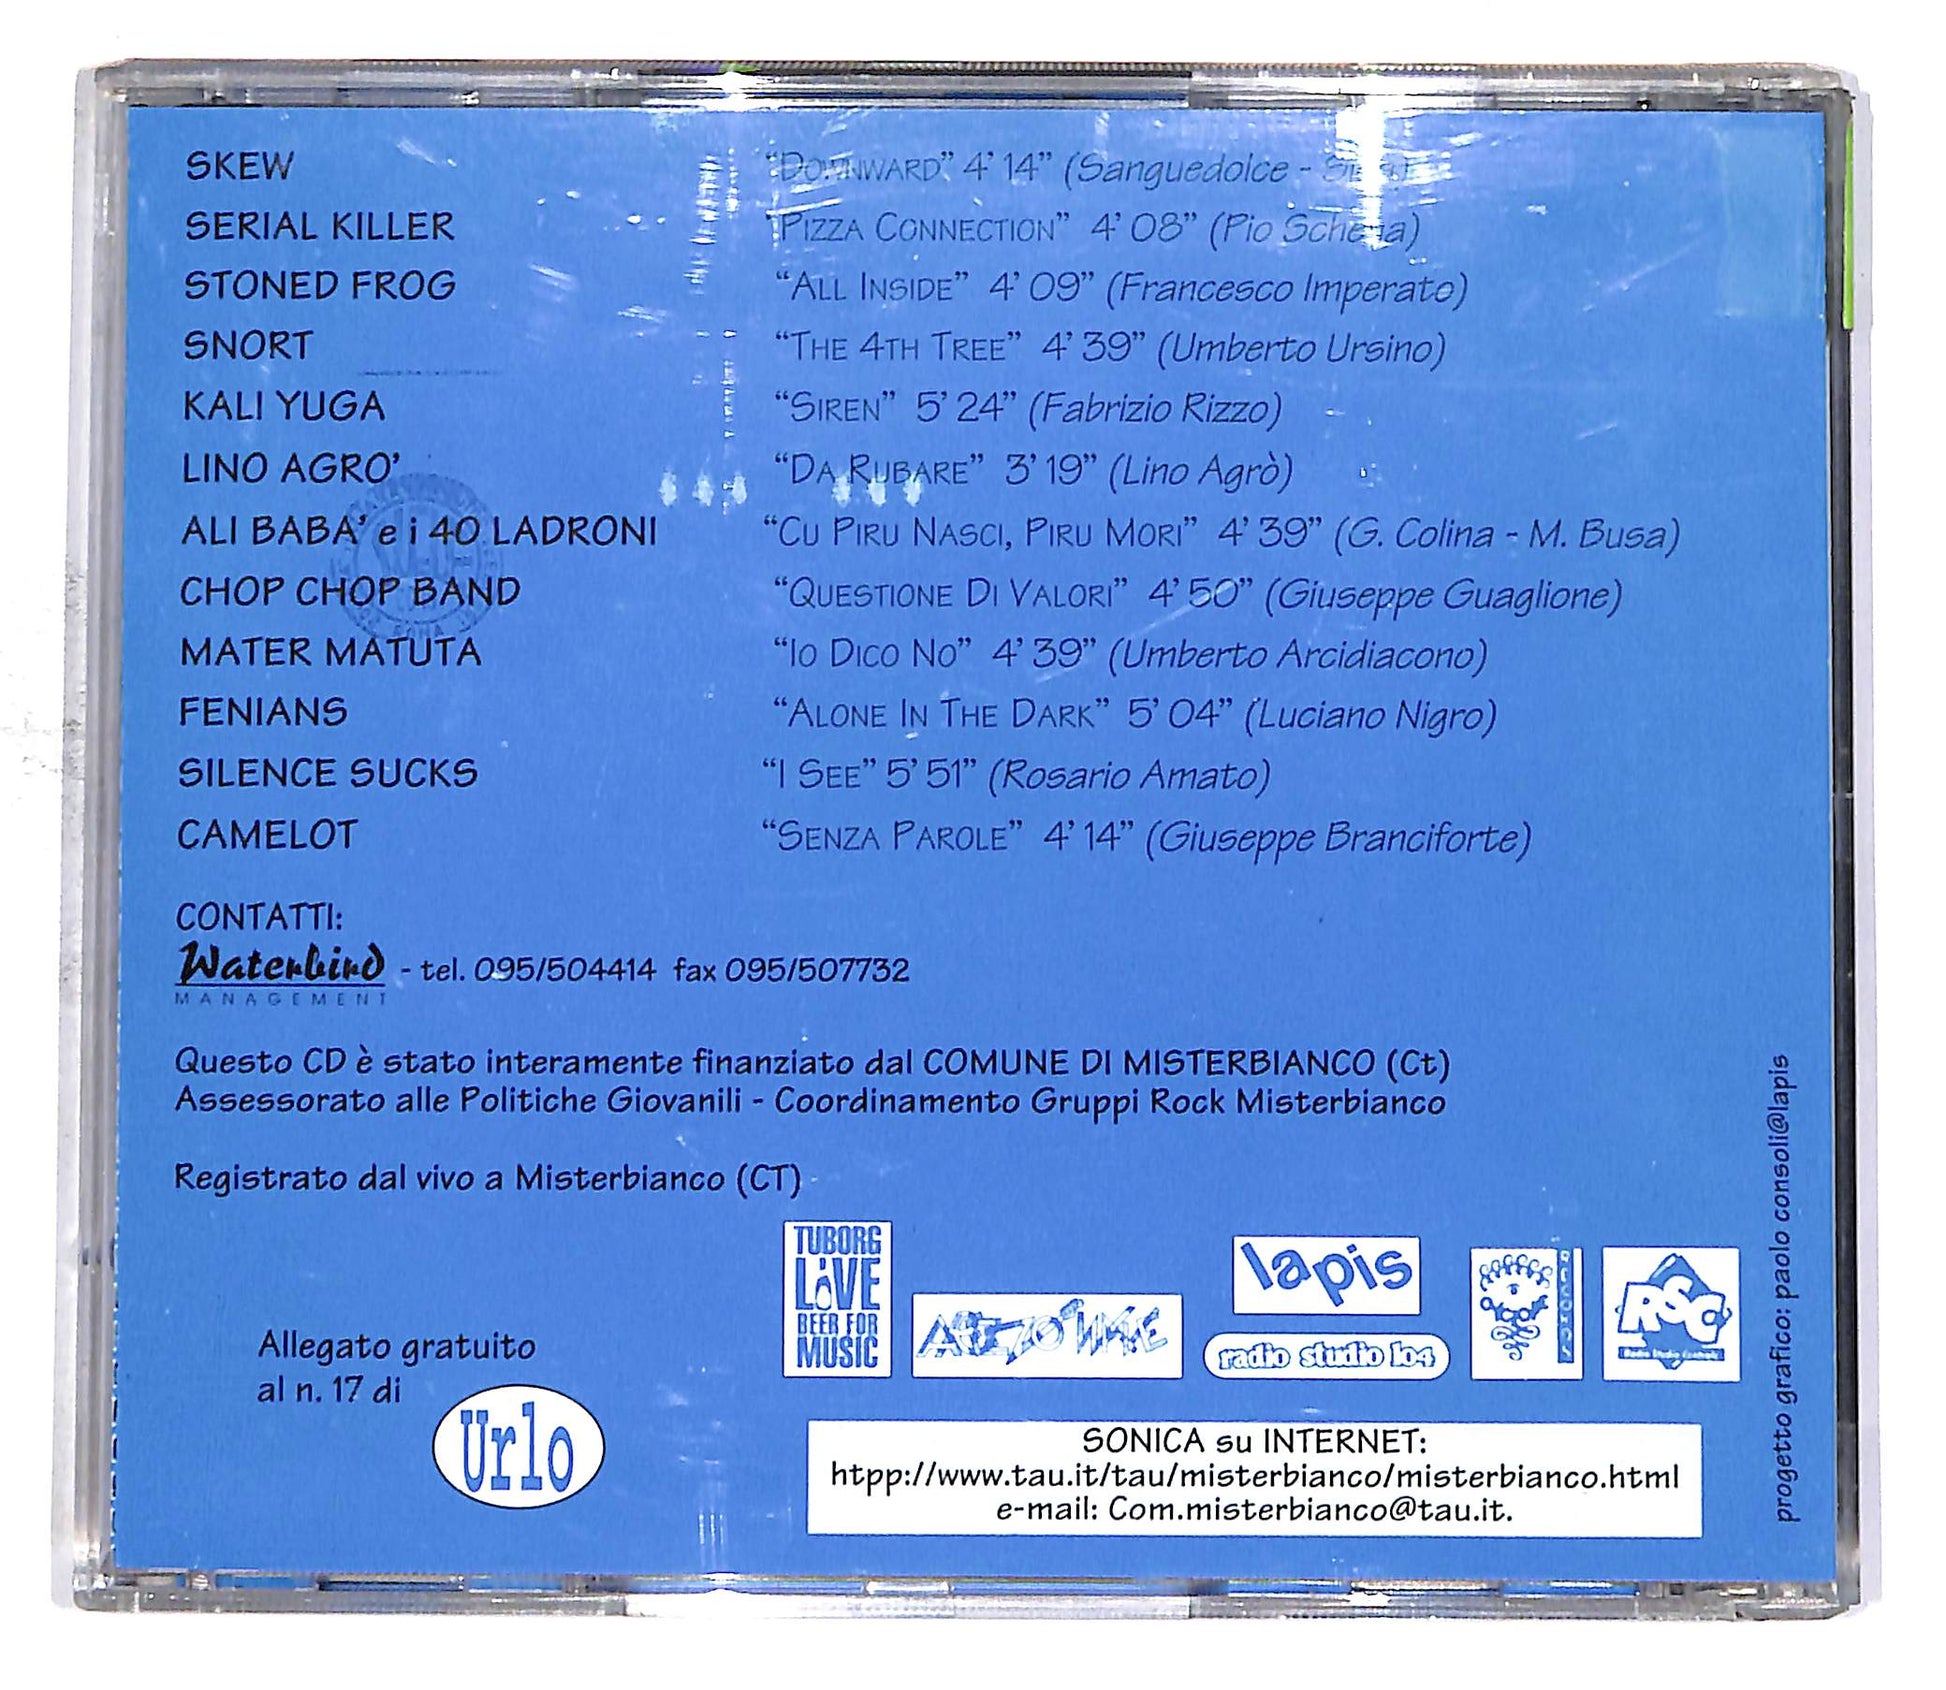 SKEW “DOWNWARD” 4’ 14” (Sanguedolce -
SERIAL KILLER “PIZZA CONNECTION” 4’ 08” (Pio Schena)
STONED FROG “ALL INSIDE” 4’ 09” (Francesco Imperato)
SNORT “THE 4TH TREE” 4’ 39” (Umberto Ursino)
KALI YUGA “SIREN” 5’ 24” (Fabrizio Rizzo)
LINO AGRO’ “DA RUBARE” 3’ 19” (Lino Agrò)
ALI BABA’ e i 40 LADRONI “CU PIRU NASCI, PIRU MORI” 4’ 39” (G. Colina - M. Busa)
CHOP CHOP BAND “QUESTIONE DI VALORI” 4’ 50” (Giuseppe Guaglione)
MATER MATUTA “IO DICO NO” 4’ 39” (Umberto Arcidiacono)
FENIANS “ALONE IN THE DARK” 5’ 04” (Luciano Nigro)
SILENCE SUCKS “I SEE” 5’ 51” (Rosario Amato)
CAMELOT “SENZA PAROLE” 4’ 14” (Giuseppe Branciforte)
CONTATTI:
Waterbird - tel. 095/504414 fax 095/507732
MANAGEMENT
Questo CD è stato interamente finanziato dal COMUNE DI MISTERBIANCO (Ct)
Assessorato alle Politiche Giovanili - Coordinamento Gruppi Rock Misterbianco
Registrato dal vivo a Misterbianco (CT)
TUBORG
LIVE
BEER FOR
MUSIC
lapis
radio studio 104
RSC
Allegato gratuito
al n. 17 di
Urlo
SONICA su INTERNET:
htpp://www.tau.it/tau/misterbianco/misterbianco.html
e-mail: Com.misterbianco@tau.it.
progetto grafico: paolo consoli@lapis